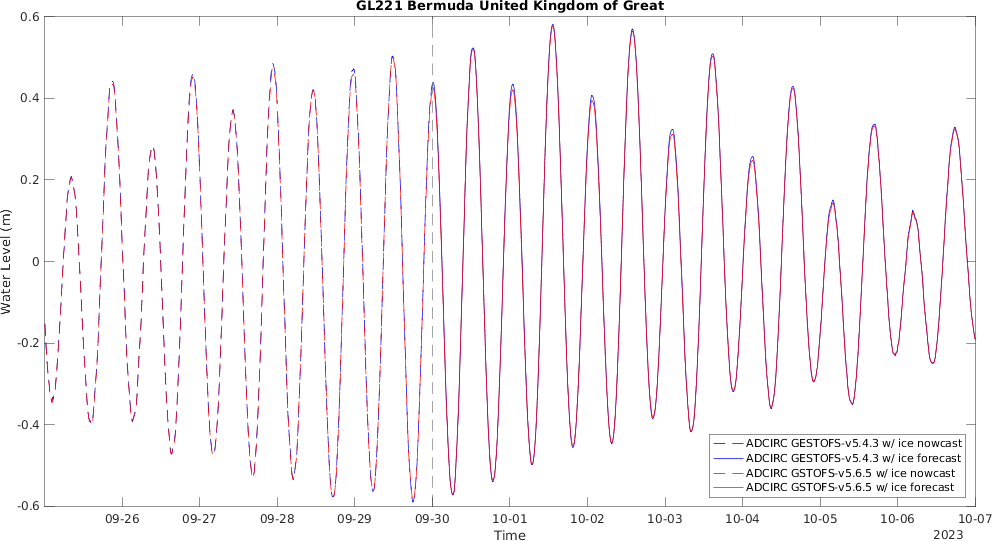 GL221 Bermuda United Kingdom of Great
0.6
0.4
0.2
0
-0.2
-0.4
-0.6
Water Level (m)
ADCIRC GESTOFS-v5.4.3 w/ ice nowcast
ADCIRC GESTOFS-v5.4.3 w/ ice forecast
ADCIRC GSTOFS-v5.6.5 w/ ice nowcast
ADCIRC GSTOFS-v5.6.5 w/ ice forecast
09-26 09-27 09-28 09-29 09-30 10-01 10-02 10-03 10-04 10-05 10-06 10-07
Time
2023